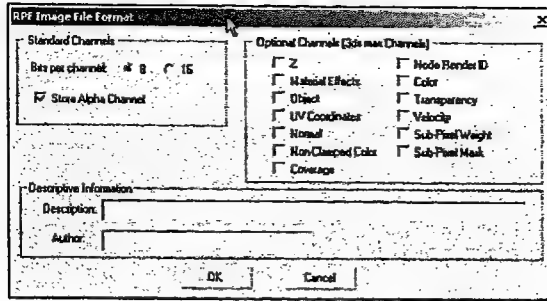 RPF Image File Format
Standard Channels
Bits per channel: 8 16
Store Alpha Channel
Optional Channels (3ds max Channels)
Z
Material Effects
Object
UV Coordinates
Normal
Non-Clamped Color
Coverage
Node Render ID
Color
Transparency
Velocity
Sub-Pixel Weight
Sub-Pixel Mask
Descriptive Information
Description:
Author:
OK Cancel